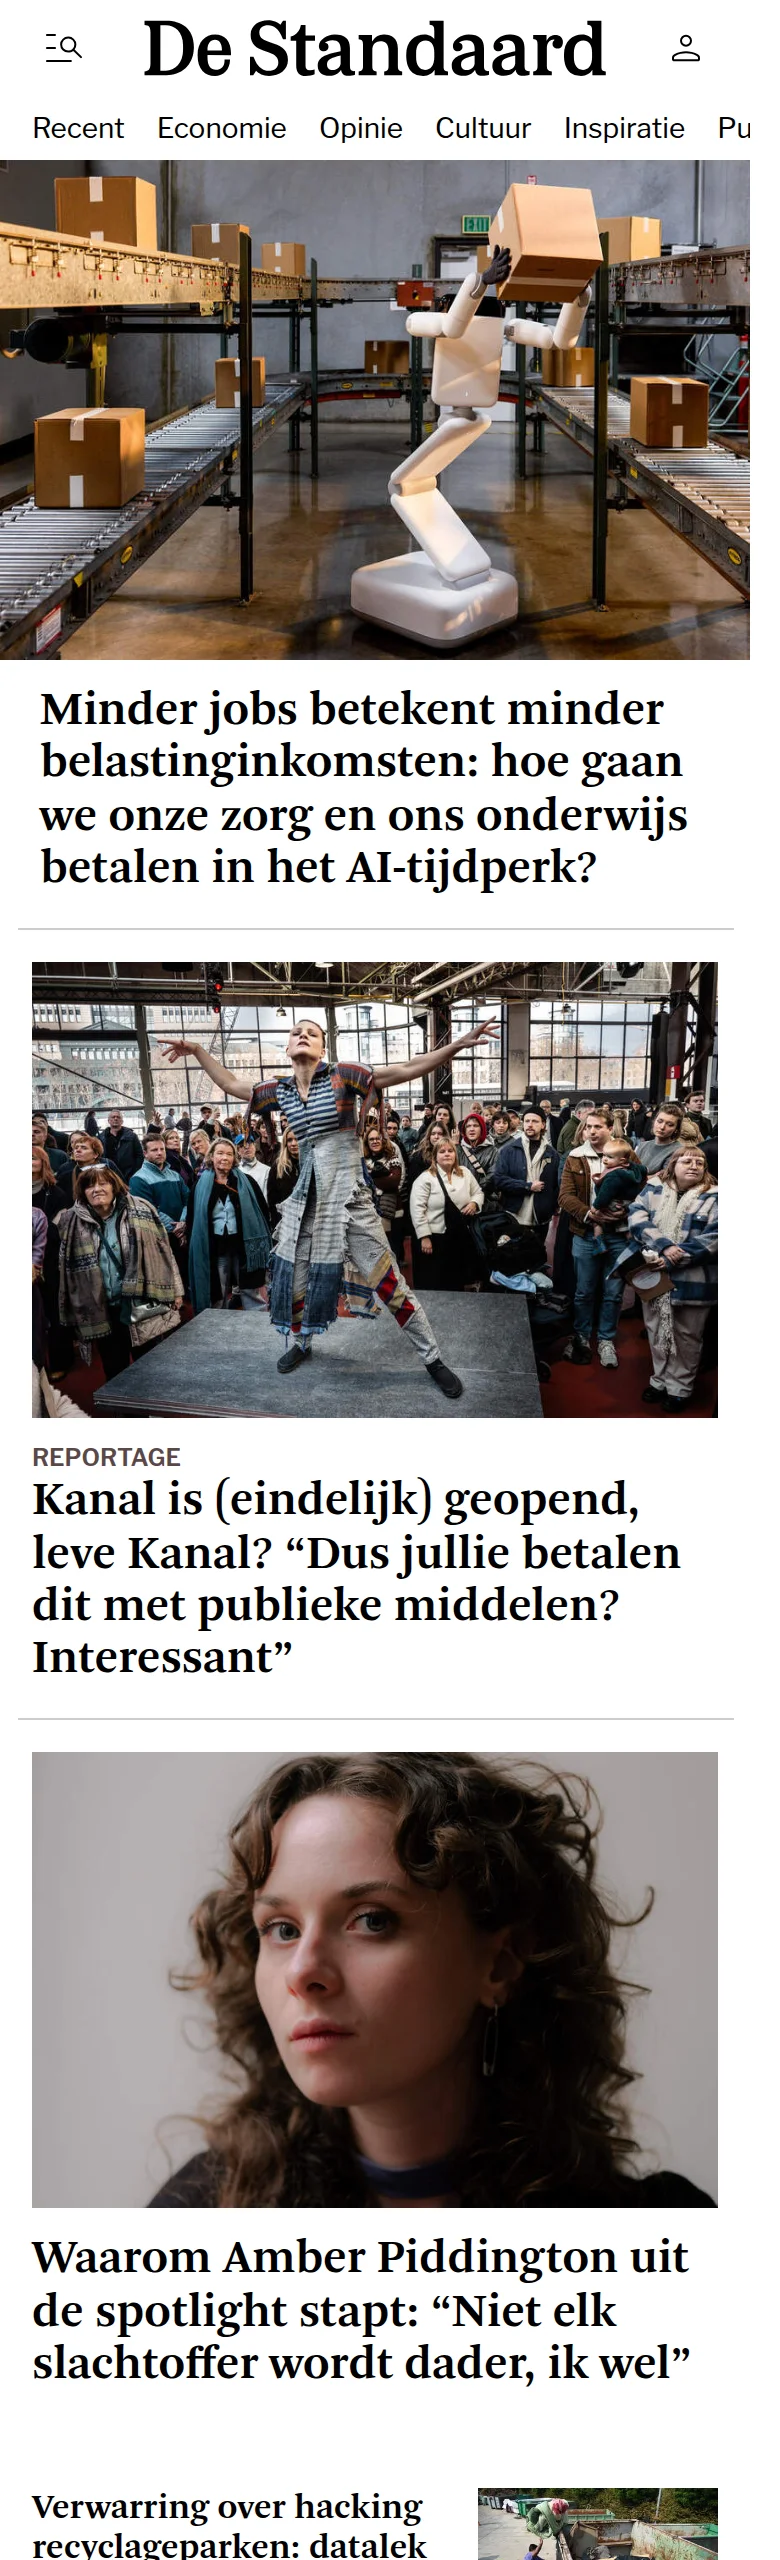 De Standaard
Recent Economie Opinie Cultuur Inspiratie Pu
EXIT
Minder jobs betekent minder
belastinginkomsten: hoe gaan
we onze zorg en ons onderwijs
betalen in het AI-tijdperk?
REPORTAGE
Kanal is (eindelijk) geopend,
leve Kanal? “Dus jullie betalen
dit met publieke middelen?
Interessant”
Waarom Amber Piddington uit
de spotlight stapt: “Niet elk
slachtoffer wordt dader, ik wel”
Verwarring over hacking
recyclageparken: datalek